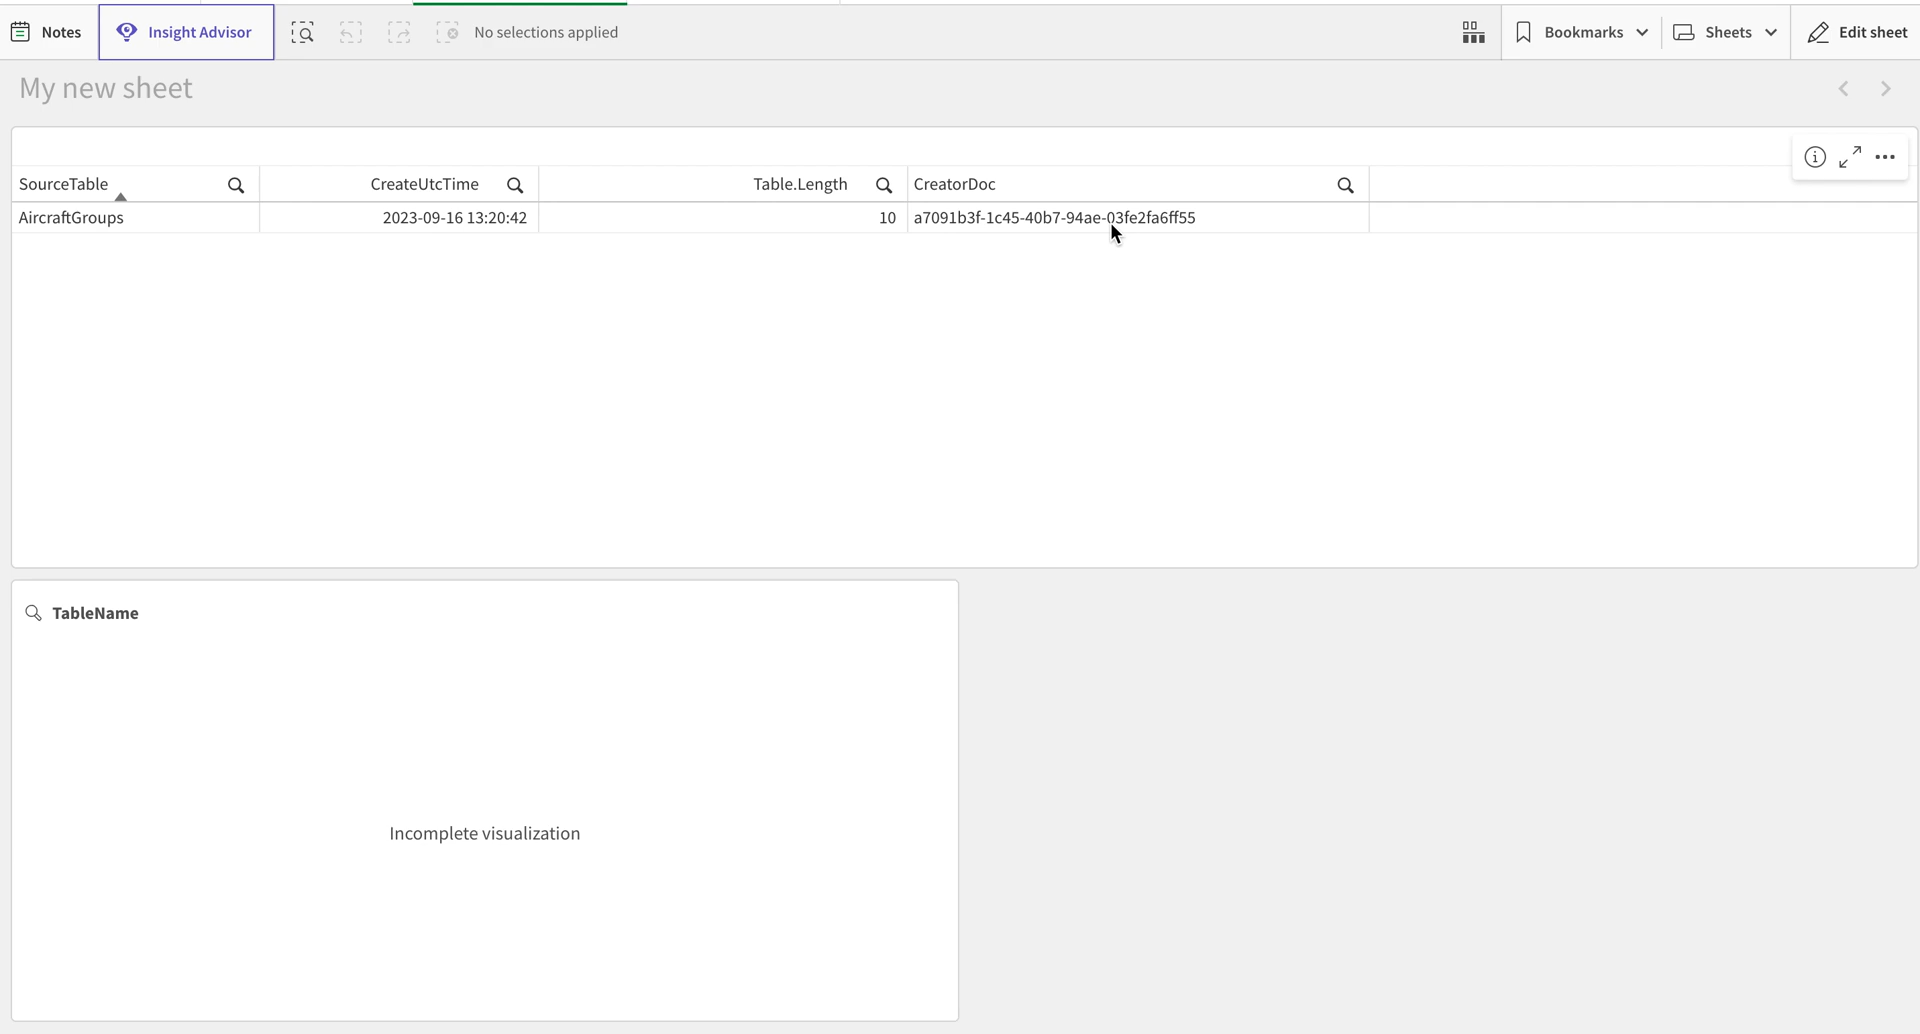 Notes Insight Advisor No selections applied Bookmarks Sheets Edit sheet
My new sheet
SourceTable CreateUtcTime Table.Length CreatorDoc
AircraftGroups 2023-09-16 13:20:42 10 a7091b3f-1c45-40b7-94ae-03fe2fa6ff55
TableName
Incomplete visualization